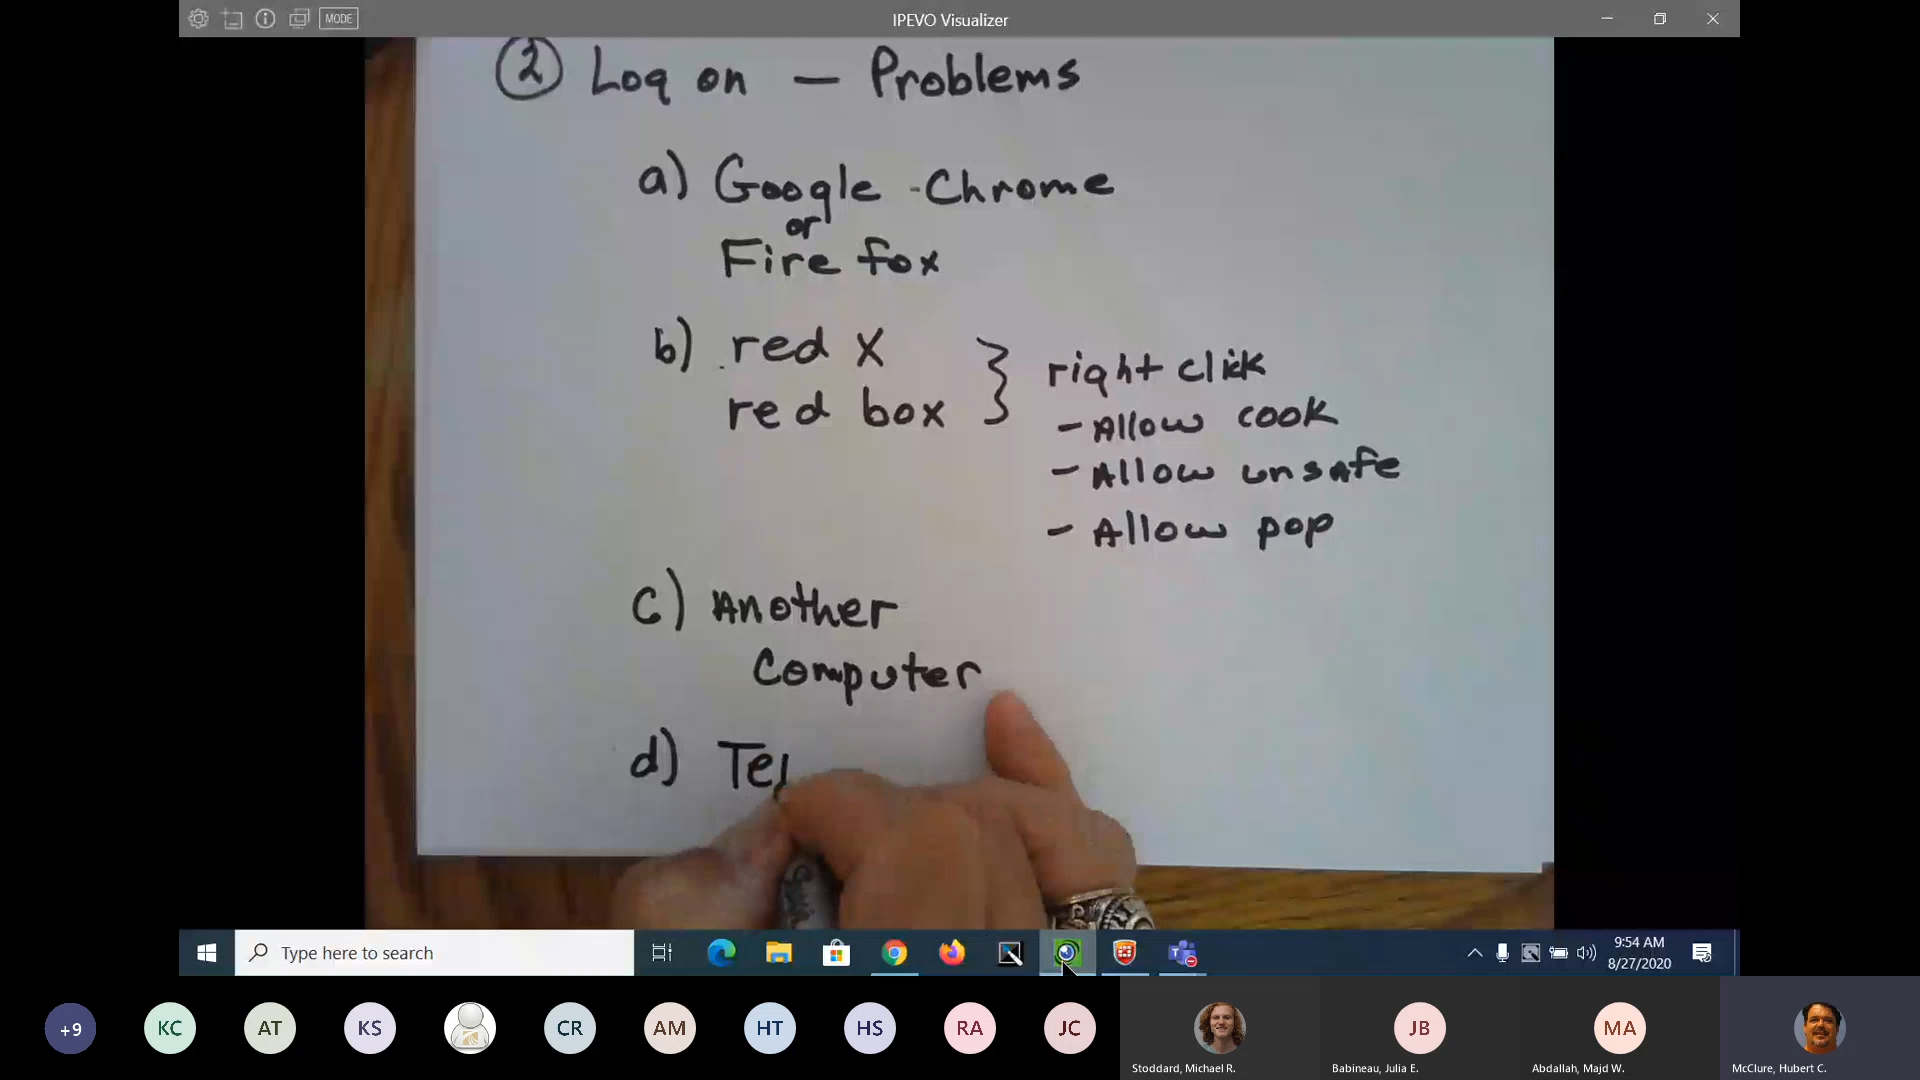 MODE
IPEVO Visualizer
2 Log on — Problems
a) Google - Chrome
or
Fire fox
b) red X
red box
right click
- Allow cook
- Allow unsafe
- Allow pop
c) Another
Computer
d) Tel
Type here to search
9:54 AM
8/27/2020
+9
KC
AT
KS
CR
AM
HT
HS
RA
JC
JB
MA
Stoddard, Michael R.
Babineau, Julia E.
Abdallah, Majd W.
McClure, Hubert C.